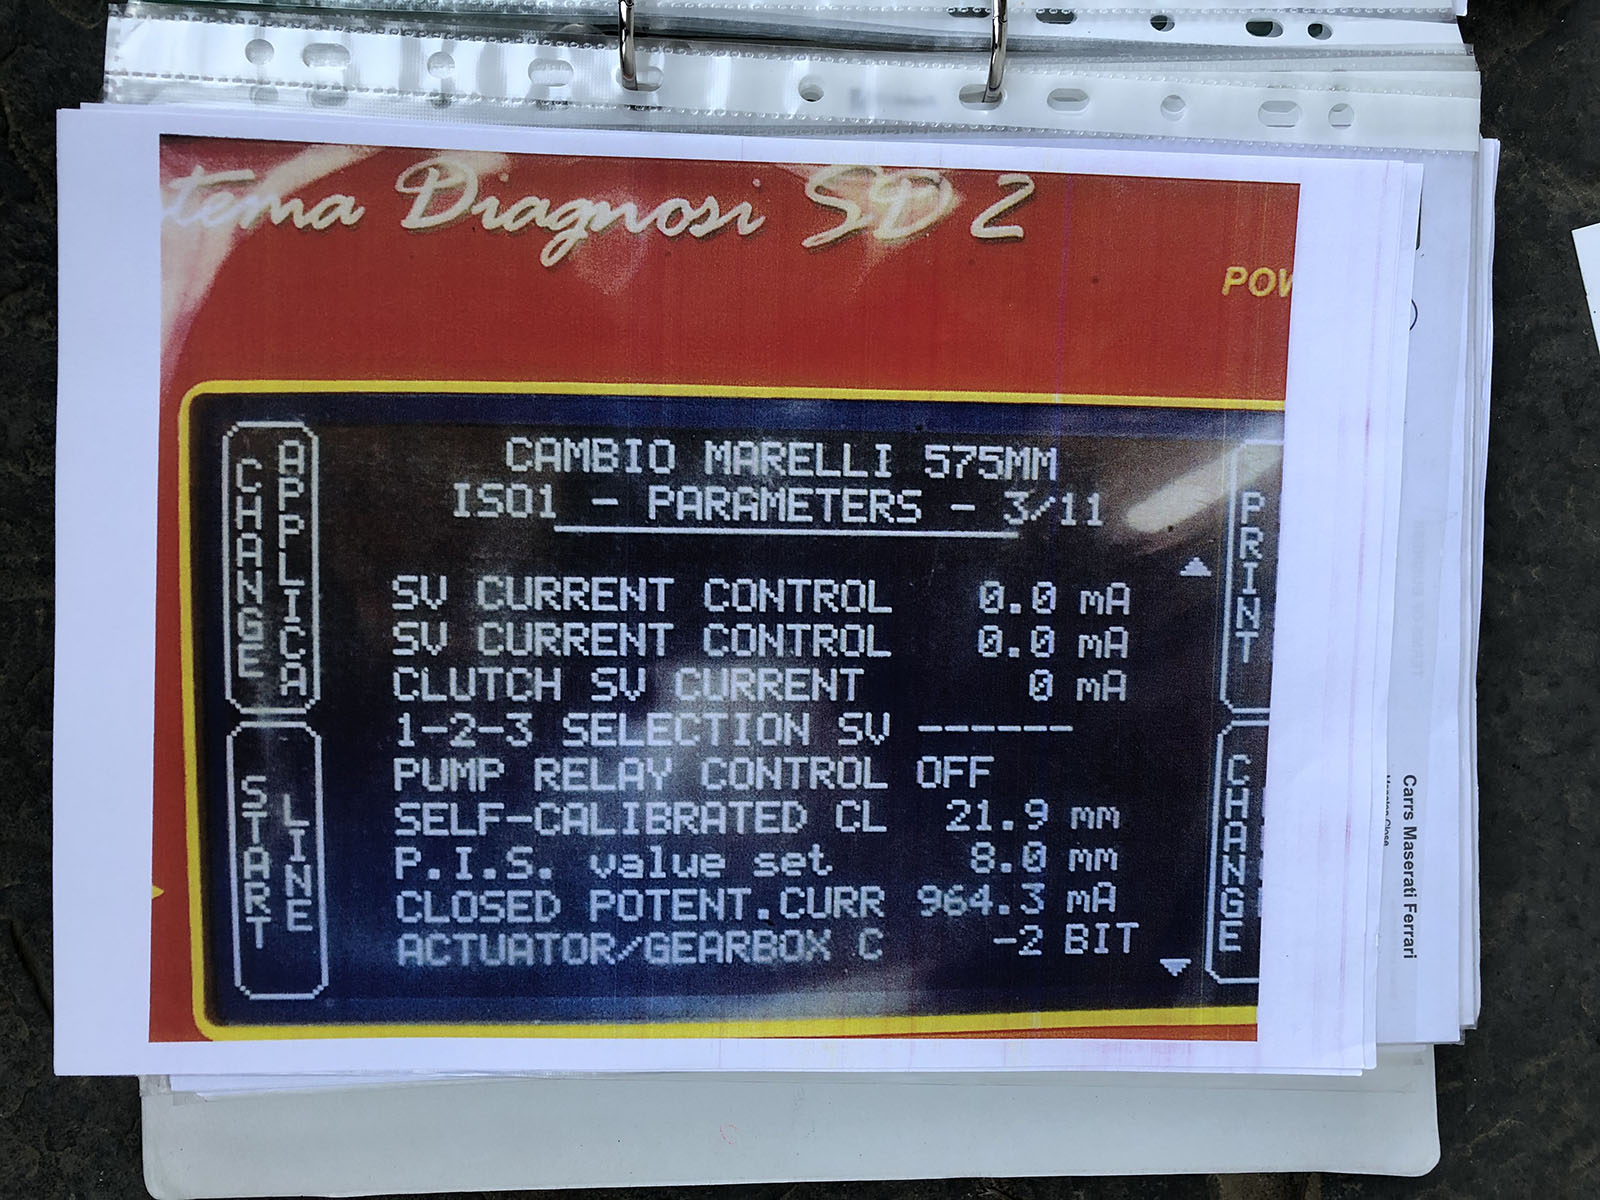 tema Diagnosi SD2
POW
CHANGE APPLICA
START LINE
CAMBIO MARELLI 575MM
ISO1 - PARAMETERS - 3/11
SV CURRENT CONTROL 0.0 mA
SV CURRENT CONTROL 0.0 mA
CLUTCH SV CURRENT 0 mA
1-2-3 SELECTION SV ------
PUMP RELAY CONTROL OFF
SELF-CALIBRATED CL 21.9 mm
P.I.S. value set 8.0 mm
CLOSED POTENT.CURR 964.3 mA
ACTUATOR/GEARBOX C -2 BIT
PRINT
CHANGE
Carrs Maserati Ferrari